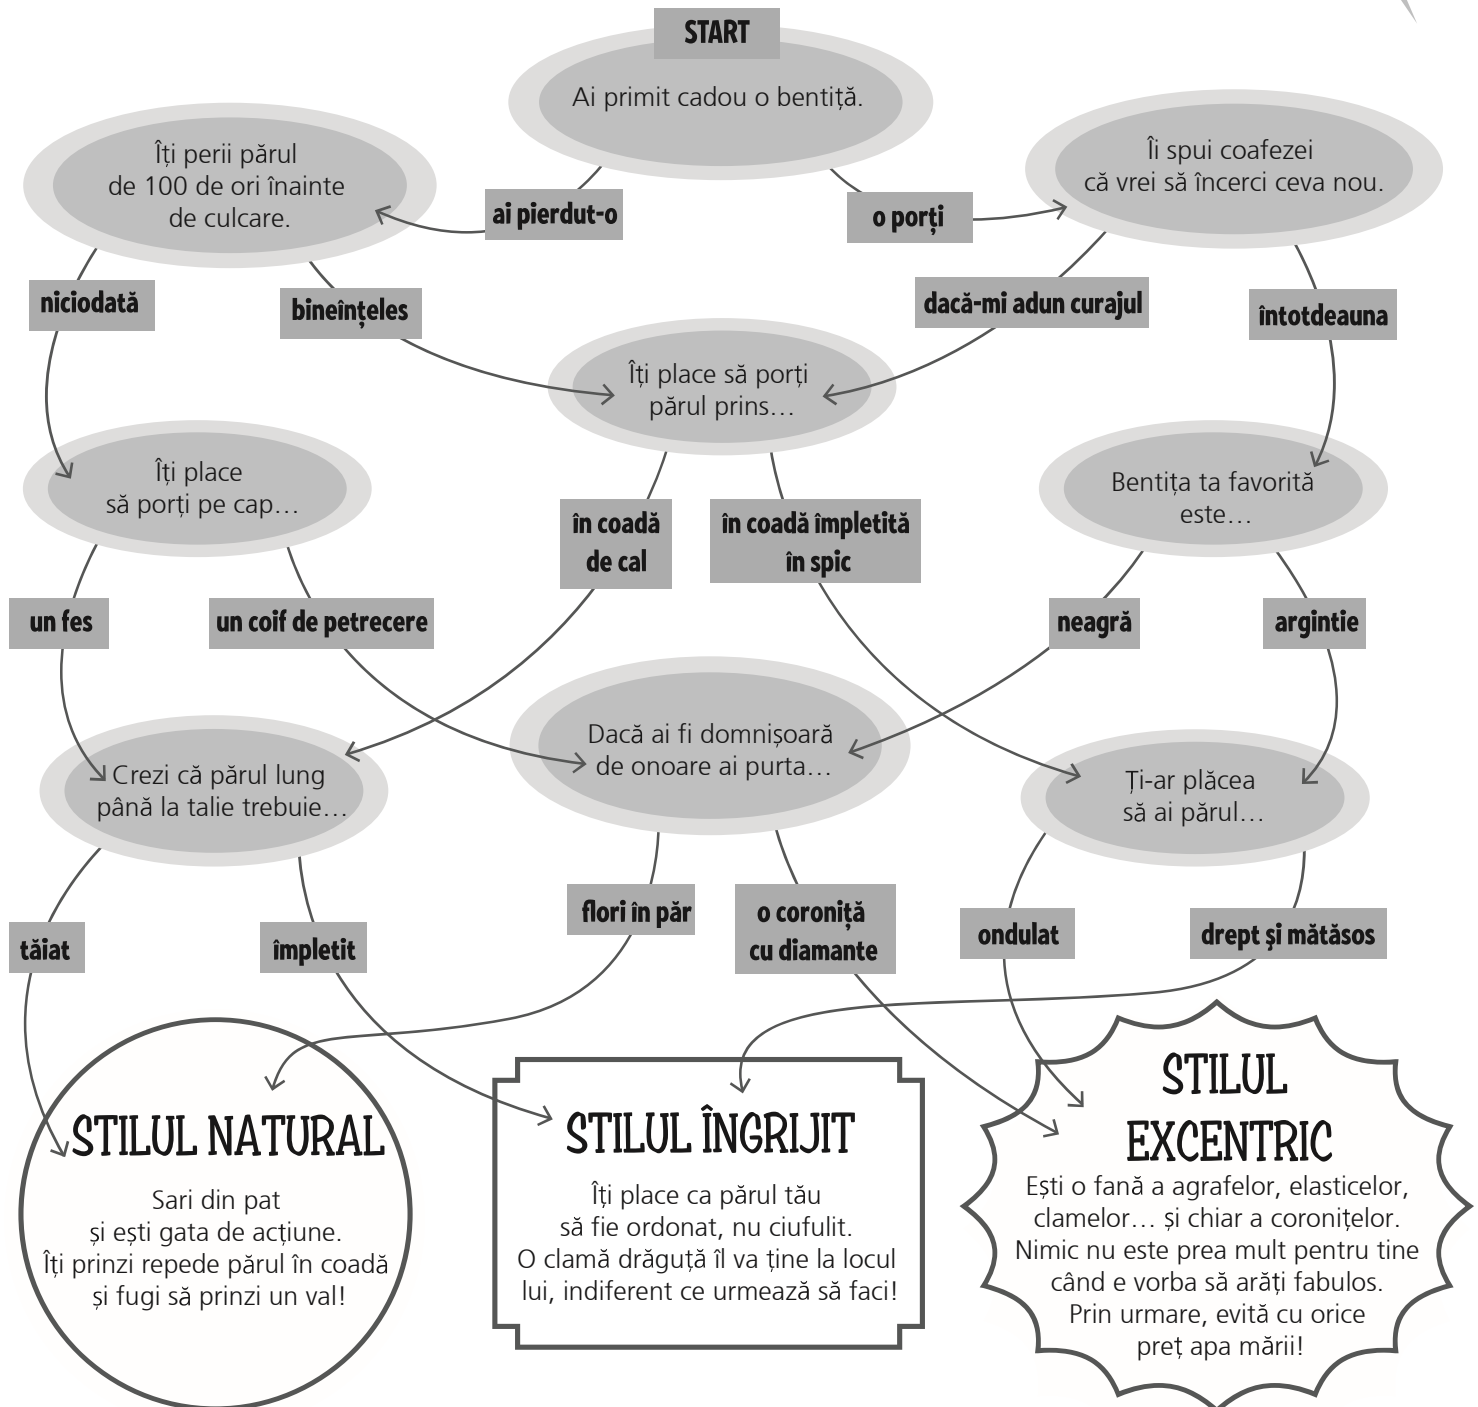 START
Ai primit cadou o bentiță.
Îți perii părul
de 100 de ori înainte
de culcare.
Îi spui coafezei
că vrei să încerci ceva nou.
ai pierdut-o
o porți
niciodată
bineînțeles
dacă-mi adun curajul
întotdeauna
Îți place să porți
părul prins…
Îți place
să porți pe cap…
Bentița ta favorită
este…
în coadă
de cal
în coadă împletită
în spic
un fes
un coif de petrecere
neagră
argintie
Crezi că părul lung
până la talie trebuie…
Dacă ai fi domnișoară
de onoare ai purta…
Ți-ar plăcea
să ai părul…
tăiat
împletit
flori în păr
o coroniță
cu diamante
ondulat
drept și mătăsos
STILUL NATURAL
Sari din pat
și ești gata de acțiune.
Îți prinzi repede părul în coadă
și fugi să prinzi un val!
STILUL ÎNGRIJIT
Îți place ca părul tău
să fie ordonat, nu ciufulit.
O clamă drăguță îl va ține la locul
lui, indiferent ce urmează să faci!
STILUL
EXCENTRIC
Ești o fană a agrafelor, elasticelor,
clamelor… și chiar a coronițelor.
Nimic nu este prea mult pentru tine
când e vorba să arăți fabulos.
Prin urmare, evită cu orice
preț apa mării!